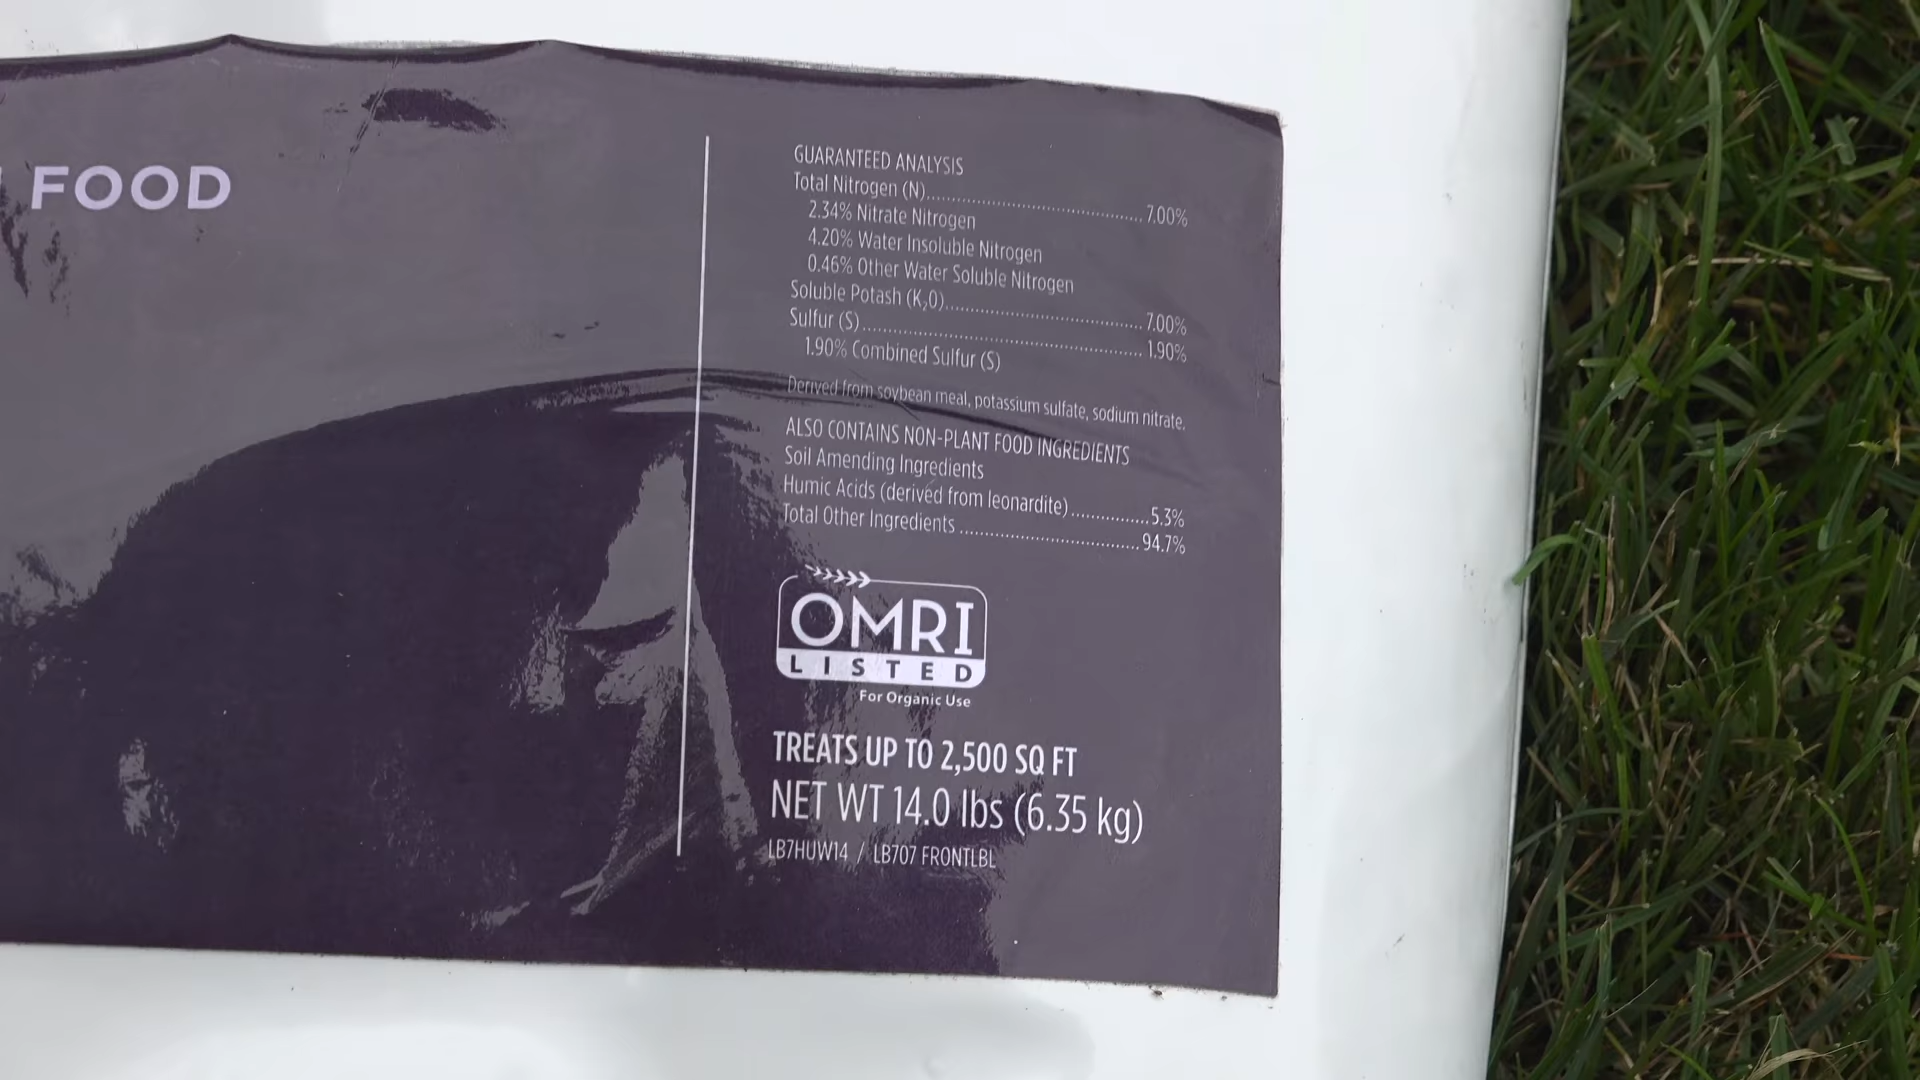 FOOD
GUARANTEED ANALYSIS
Total Nitrogen (N)........................................7.00%
2.34% Nitrate Nitrogen
4.20% Water Insoluble Nitrogen
0.46% Other Water Soluble Nitrogen
Soluble Potash (K₂O)........................................7.00%
Sulfur (S)........................................1.90%
1.90% Combined Sulfur (S)
Derived from soybean meal, potassium sulfate, sodium nitrate.
ALSO CONTAINS NON-PLANT FOOD INGREDIENTS
Soil Amending Ingredients
Humic Acids (derived from leonardite)...............5.3%
Total Other Ingredients...................................94.7%
OMRI
LISTED
For Organic Use
TREATS UP TO 2,500 SQ FT
NET WT 14.0 lbs (6.35 kg)
LB7HUW14 / LB707 FRONTLBL